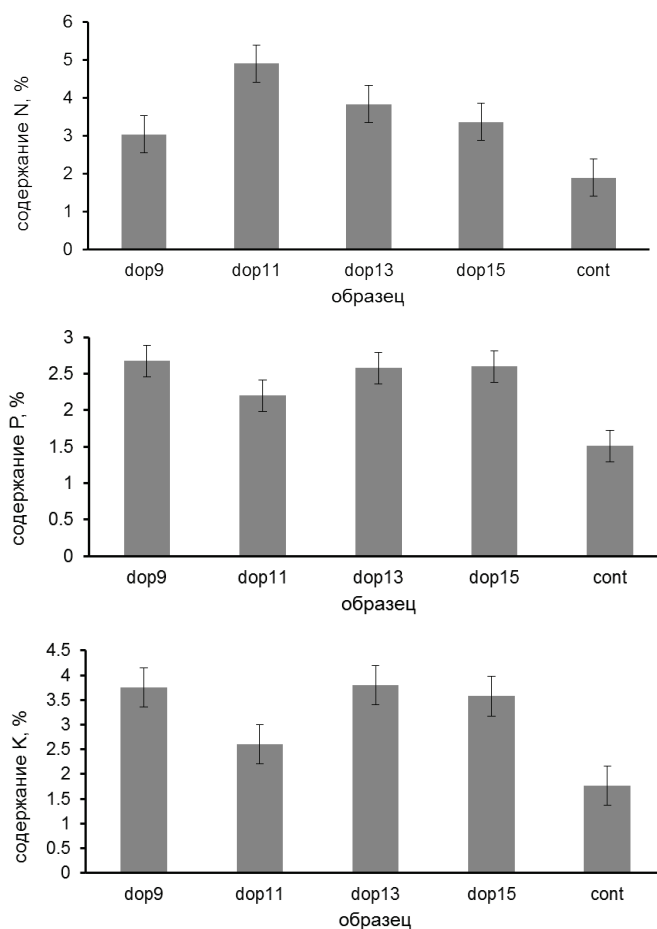 содержание N, %
6
5
4
3
2
1
0
dop9 dop11 dop13 dop15 cont
образец
содержание P, %
3
2.5
2
1.5
1
0.5
0
dop9 dop11 dop13 dop15 cont
образец
содержание K, %
4.5
4
3.5
3
2.5
2
1.5
1
0.5
0
dop9 dop11 dop13 dop15 cont
образец